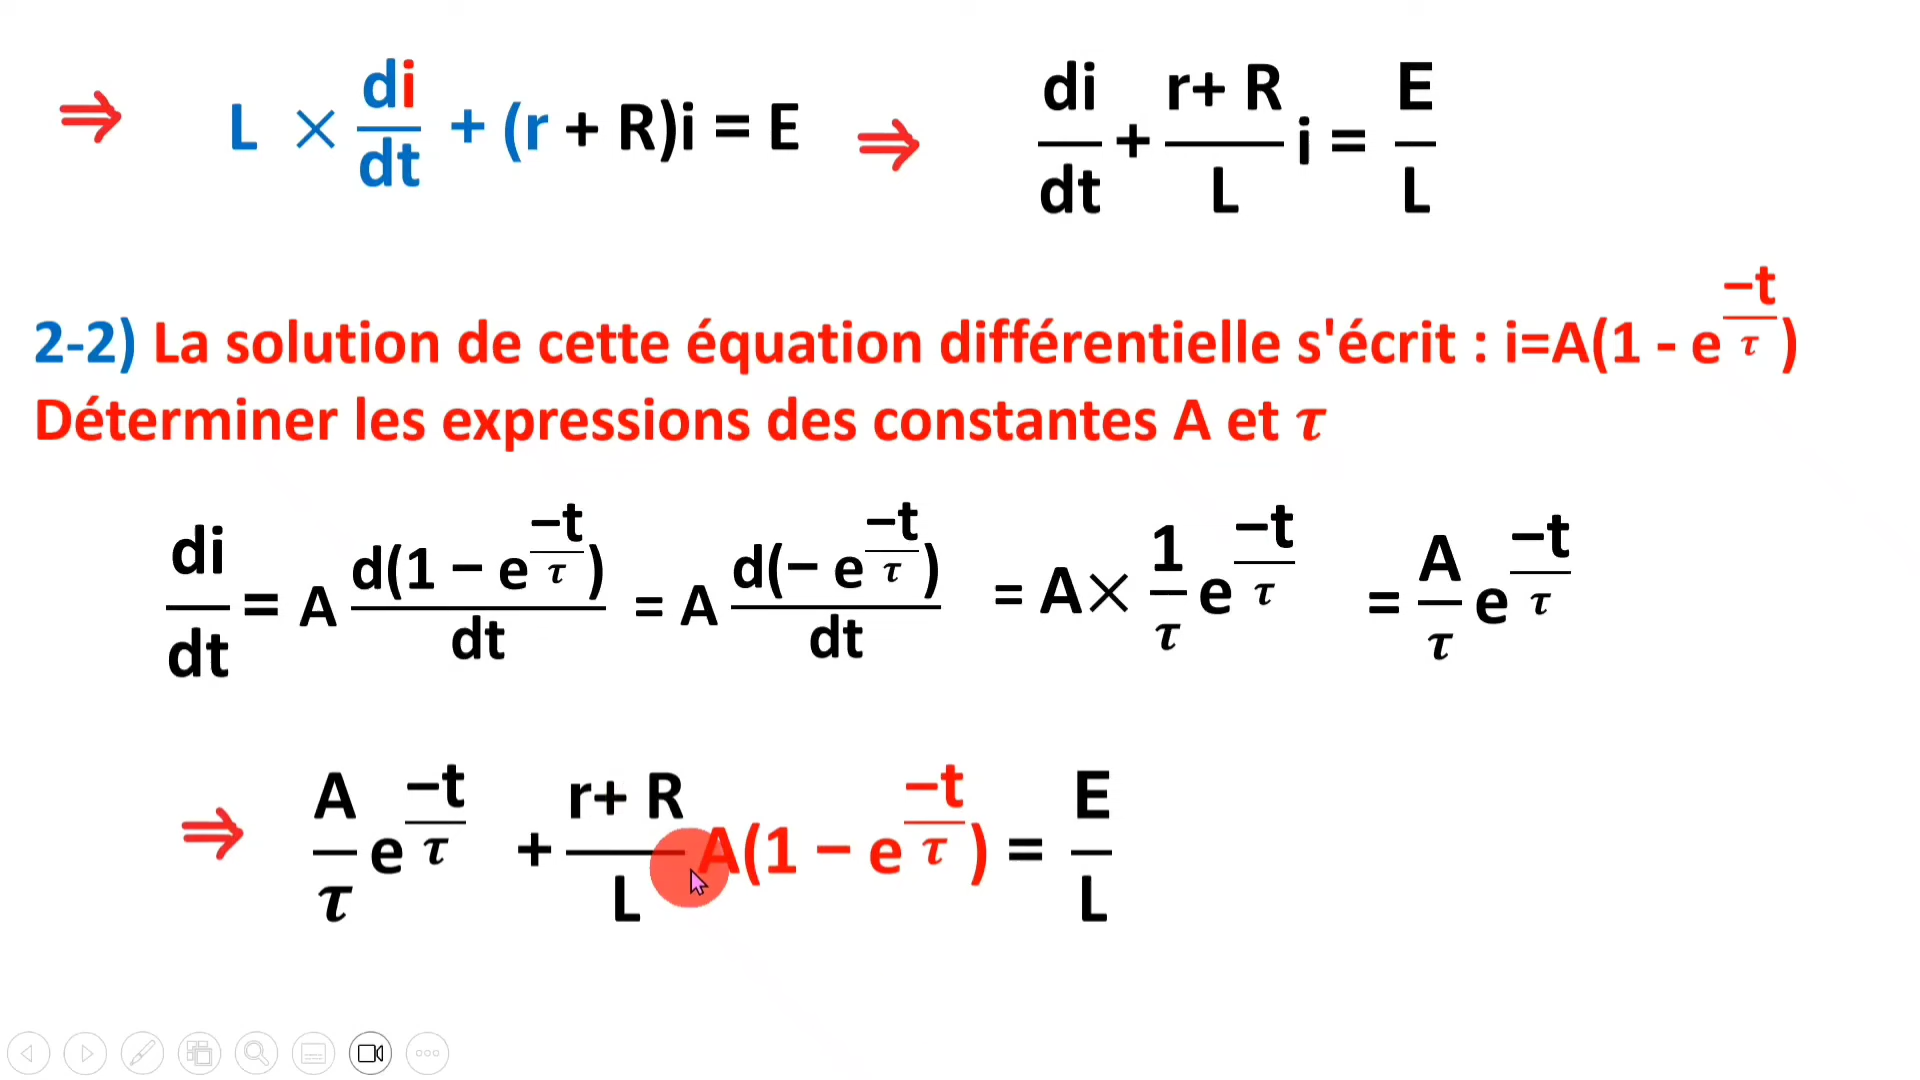 ⇒ L × di/dt + (r + R)i = E ⇒ di/dt + r+ R/L i = E/L
2-2) La solution de cette équation différentielle s'écrit : i=A(1 - e^(–t/τ))
Déterminer les expressions des constantes A et τ
di/dt = A d(1 – e^(–t/τ))/dt = A d(– e^(–t/τ))/dt = A× 1/τ e^(–t/τ) = A/τ e^(–t/τ)
⇒ A/τ e^(–t/τ) + r+ R/L A(1 – e^(–t/τ)) = E/L